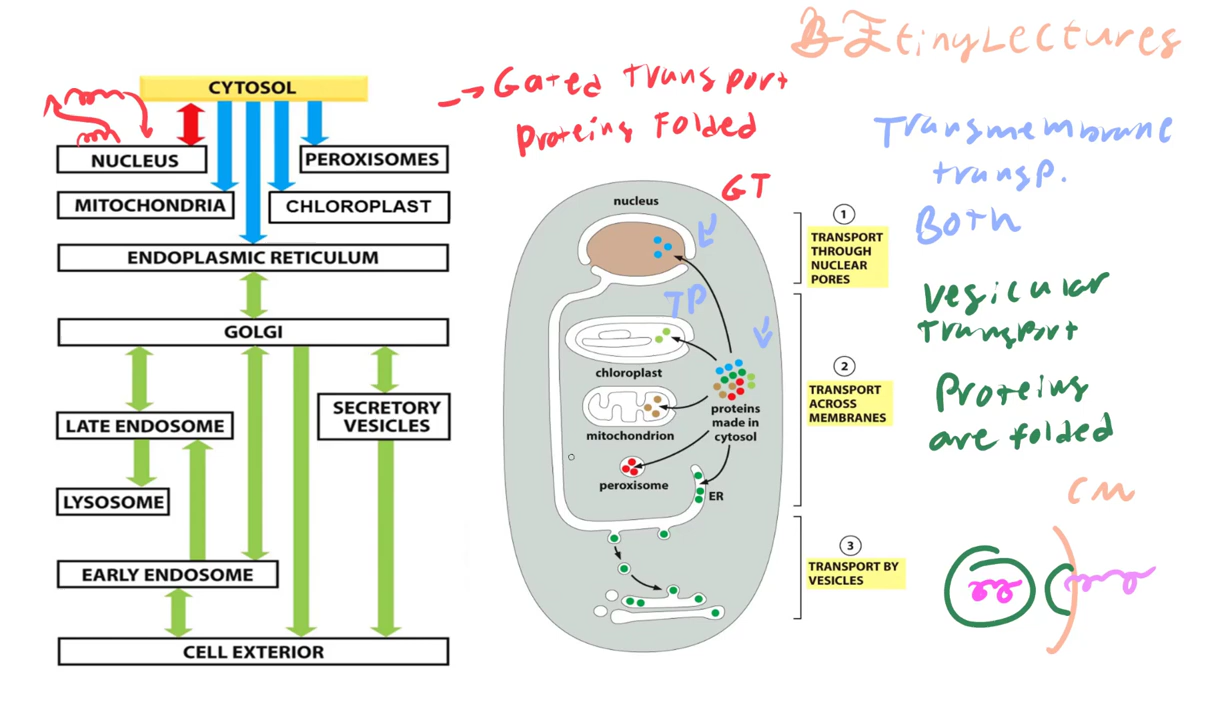 tinyLectures
CYTOSOL
NUCLEUS
PEROXISOMES
MITOCHONDRIA
CHLOROPLAST
ENDOPLASMIC RETICULUM
GOLGI
LATE ENDOSOME
SECRETORY
VESICLES
LYSOSOME
EARLY ENDOSOME
CELL EXTERIOR
Gated transport
Proteins Folded
GT
nucleus
TP
chloroplast
mitochondrion
peroxisome
proteins
made in
cytosol
ER
1
TRANSPORT
THROUGH
NUCLEAR
PORES
2
TRANSPORT
ACROSS
MEMBRANES
3
TRANSPORT BY
VESICLES
Transmembrane
transp.
Both
Vesicular
Transport
Proteins
are folded
CM